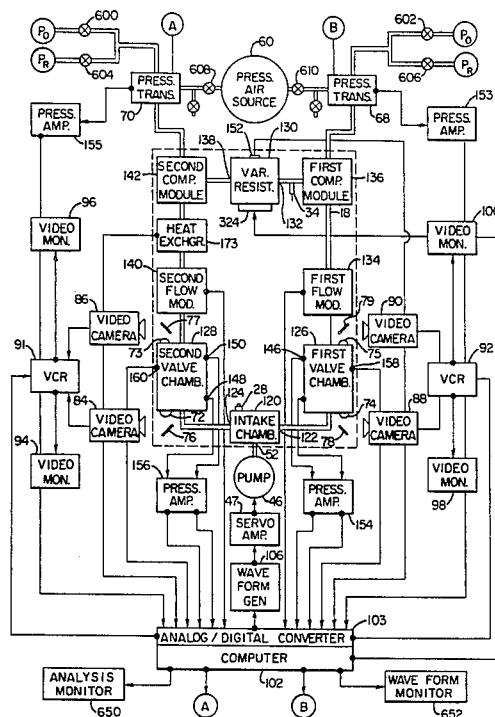 600
A
B
602
P0
60
P0
608
PRESS.
AIR
SOURCE
610
PR
604
606
PR
PRESS.
TRANS.
PRESS.
TRANS.
153
70
68
PRESS.
AMP.
155
152
130
138
PRESS.
AMP.
142
SECOND
COMP.
MODULE
VAR.
RESIST.
FIRST
COMP.
MODULE
136
96
132
34
18
100
VIDEO
MON.
324
VIDEO
MON.
HEAT
EXCHGR.
173
86
140
SECOND
FLOW
MOD.
FIRST
FLOW
MOD.
134
79
90
VIDEO
CAMERA
77
VIDEO
CAMERA
91
73
128
150
146
126
75
158
92
VCR
SECOND
VALVE
CHAMB.
FIRST
VALVE
CHAMB.
VCR
160
148
84
124
28
120
74
88
VIDEO
CAMERA
72
INTAKE
CHAMB.
VIDEO
CAMERA
94
76
52
122
78
VIDEO
MON.
156
PUMP
VIDEO
MON.
PRESS.
AMP.
46
PRESS.
AMP.
98
47
SERVO
AMP.
154
106
WAVE
FORM
GEN
103
ANALOG/DIGITAL CONVERTER
COMPUTER
ANALYSIS
MONITOR
102
WAVE FORM
MONITOR
650
A
B
652